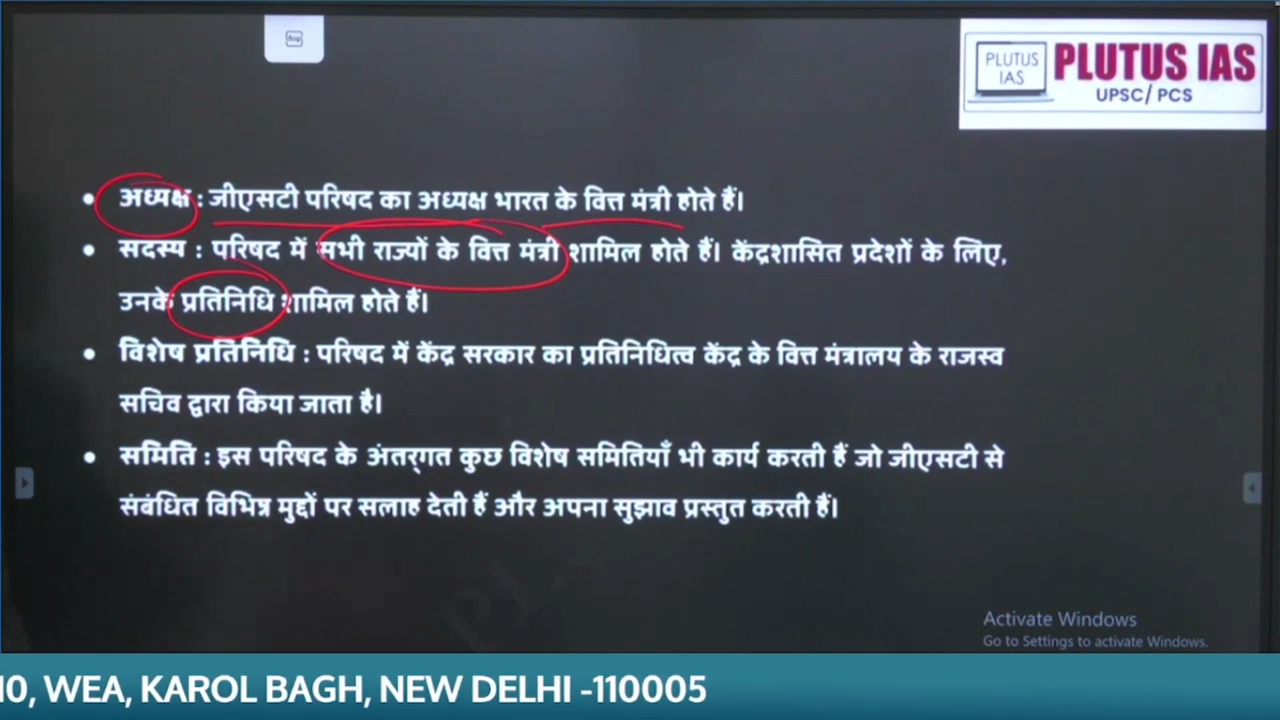 PLUTUS IAS
PLUTUS IAS
UPSC/ PCS
• अध्यक्ष : जीएसटी परिषद का अध्यक्ष भारत के वित्त मंत्री होते हैं।
• सदस्य : परिषद में सभी राज्यों के वित्त मंत्री शामिल होते हैं। केंद्रशासित प्रदेशों के लिए,
उनके प्रतिनिधि शामिल होते हैं।
• विशेष प्रतिनिधि : परिषद में केंद्र सरकार का प्रतिनिधित्व केंद्र के वित्त मंत्रालय के राजस्व
सचिव द्वारा किया जाता है।
• समिति : इस परिषद के अंतर्गत कुछ विशेष समितियाँ भी कार्य करती हैं जो जीएसटी से
संबंधित विभिन्न मुद्दों पर सलाह देती हैं और अपना सुझाव प्रस्तुत करती हैं।
Activate Windows
Go to Settings to activate Windows.
10, WEA, KAROL BAGH, NEW DELHI -110005